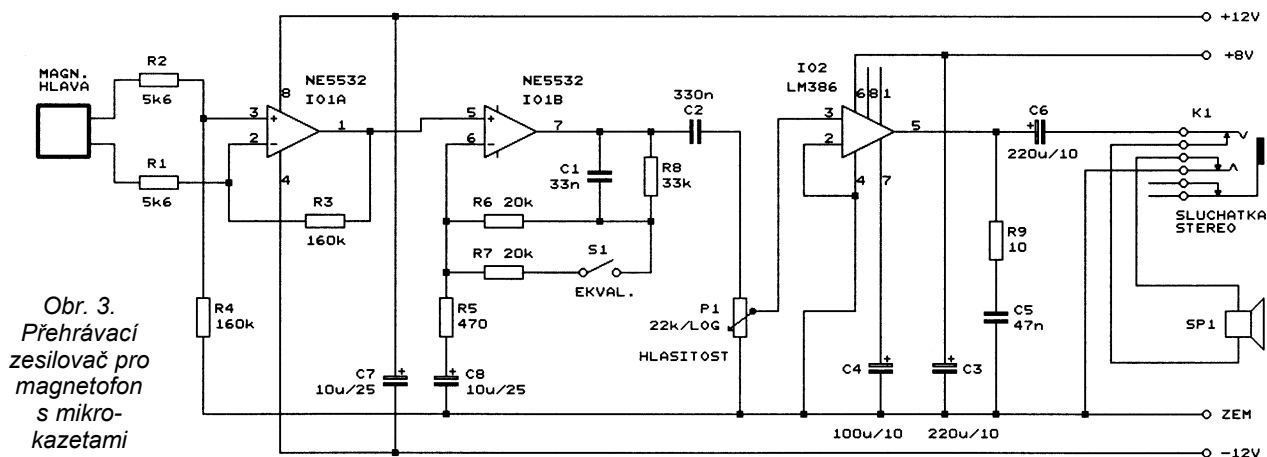 +12V
+8V
MAGN.
HLAVA
R2
5k6
R1
5k6
NE5532
IO1A
8
3
2
1
4
R3
160k
R4
160k
NE5532
IO1B
5
6
7
C1
33n
R8
33k
330n
C2
R6 20k
R7 20k
S1
EKVAL.
R5
470
C7
10u/25
C8
10u/25
P1
22k/LOG
HLASITOST
IO2
LM386
6
8
1
3
2
5
4
7
C6
220u/10
K1
SLUCHATKA
STEREO
R9
10
C5
47n
SP1
C4
100u/10
C3
220u/10
ZEM
-12V
Obr. 3.
Přehrávací
zesilovač pro
magnetofon
s mikro-
kazetami